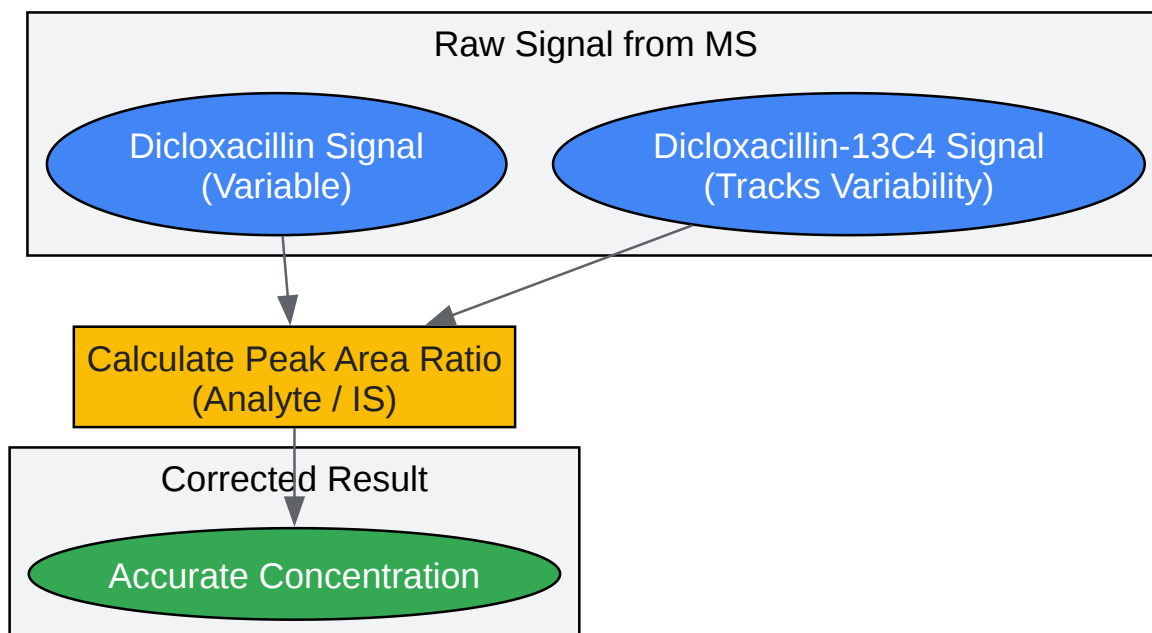 Raw Signal from MS
Dicloxacillin Signal
(Variable)
Dicloxacillin-13C4 Signal
(Tracks Variability)
Calculate Peak Area Ratio
(Analyte / IS)
Corrected Result
Accurate Concentration